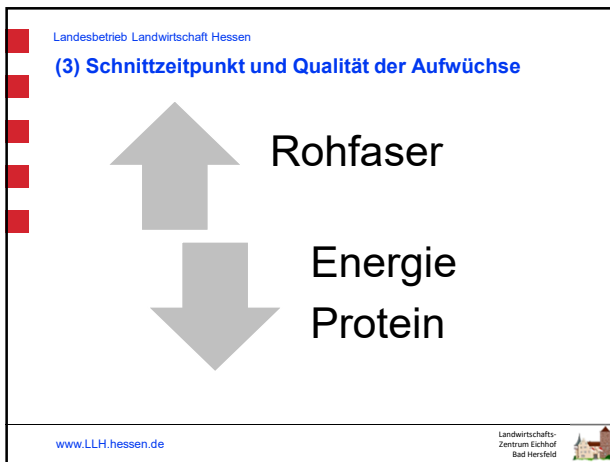 Landesbetrieb Landwirtschaft Hessen
(3) Schnittzeitpunkt und Qualität der Aufwüchse
Rohfaser
Energie
Protein
www.LLH.hessen.de
Landwirtschafts-
Zentrum Eichhof
Bad Hersfeld